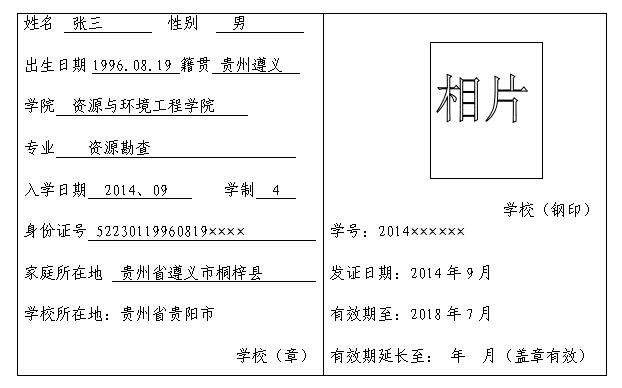 姓名 张三 性别 男
出生日期 1996.08.19 籍贯 贵州遵义
学院 资源与环境工程学院
专业 资源勘查
入学日期 2014、09 学制 4
身份证号 52230119960819××××
家庭所在地 贵州省遵义市桐梓县
学校所在地：贵州省贵阳市
学校（章）
相片
学校（钢印）
学号：2014××××××
发证日期：2014 年 9 月
有效期至：2018 年 7 月
有效期延长至： 年 月（盖章有效）